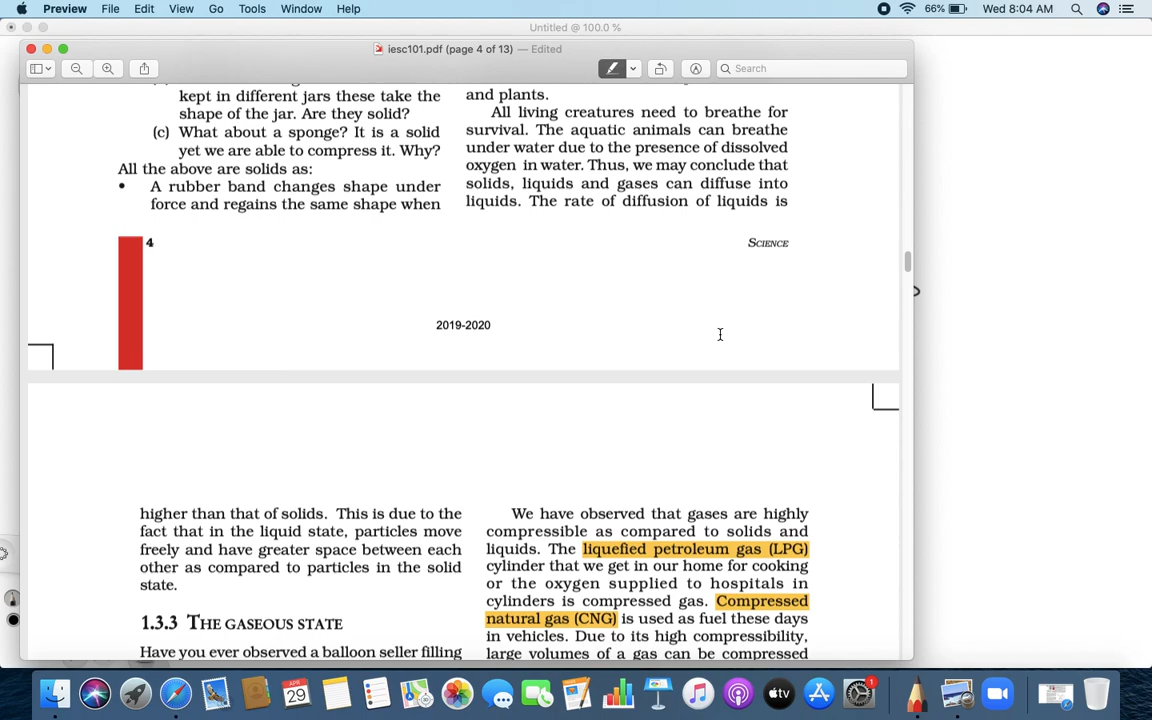 Preview File Edit View Go Tools Window Help 66% Wed 8:04 AM
Untitled @ 100.0 %
iesc101.pdf (page 4 of 13) — Edited
Search
kept in different jars these take the
shape of the jar. Are they solid?
(c) What about a sponge? It is a solid
yet we are able to compress it. Why?
All the above are solids as:
• A rubber band changes shape under
force and regains the same shape when
and plants.
All living creatures need to breathe for
survival. The aquatic animals can breathe
under water due to the presence of dissolved
oxygen in water. Thus, we may conclude that
solids, liquids and gases can diffuse into
liquids. The rate of diffusion of liquids is
4
SCIENCE
2019-2020
higher than that of solids. This is due to the
fact that in the liquid state, particles move
freely and have greater space between each
other as compared to particles in the solid
state.
1.3.3 THE GASEOUS STATE
Have you ever observed a balloon seller filling
We have observed that gases are highly
compressible as compared to solids and
liquids. The liquefied petroleum gas (LPG)
cylinder that we get in our home for cooking
or the oxygen supplied to hospitals in
cylinders is compressed gas. Compressed
natural gas (CNG) is used as fuel these days
in vehicles. Due to its high compressibility,
large volumes of a gas can be compressed
APR
29
tv
1